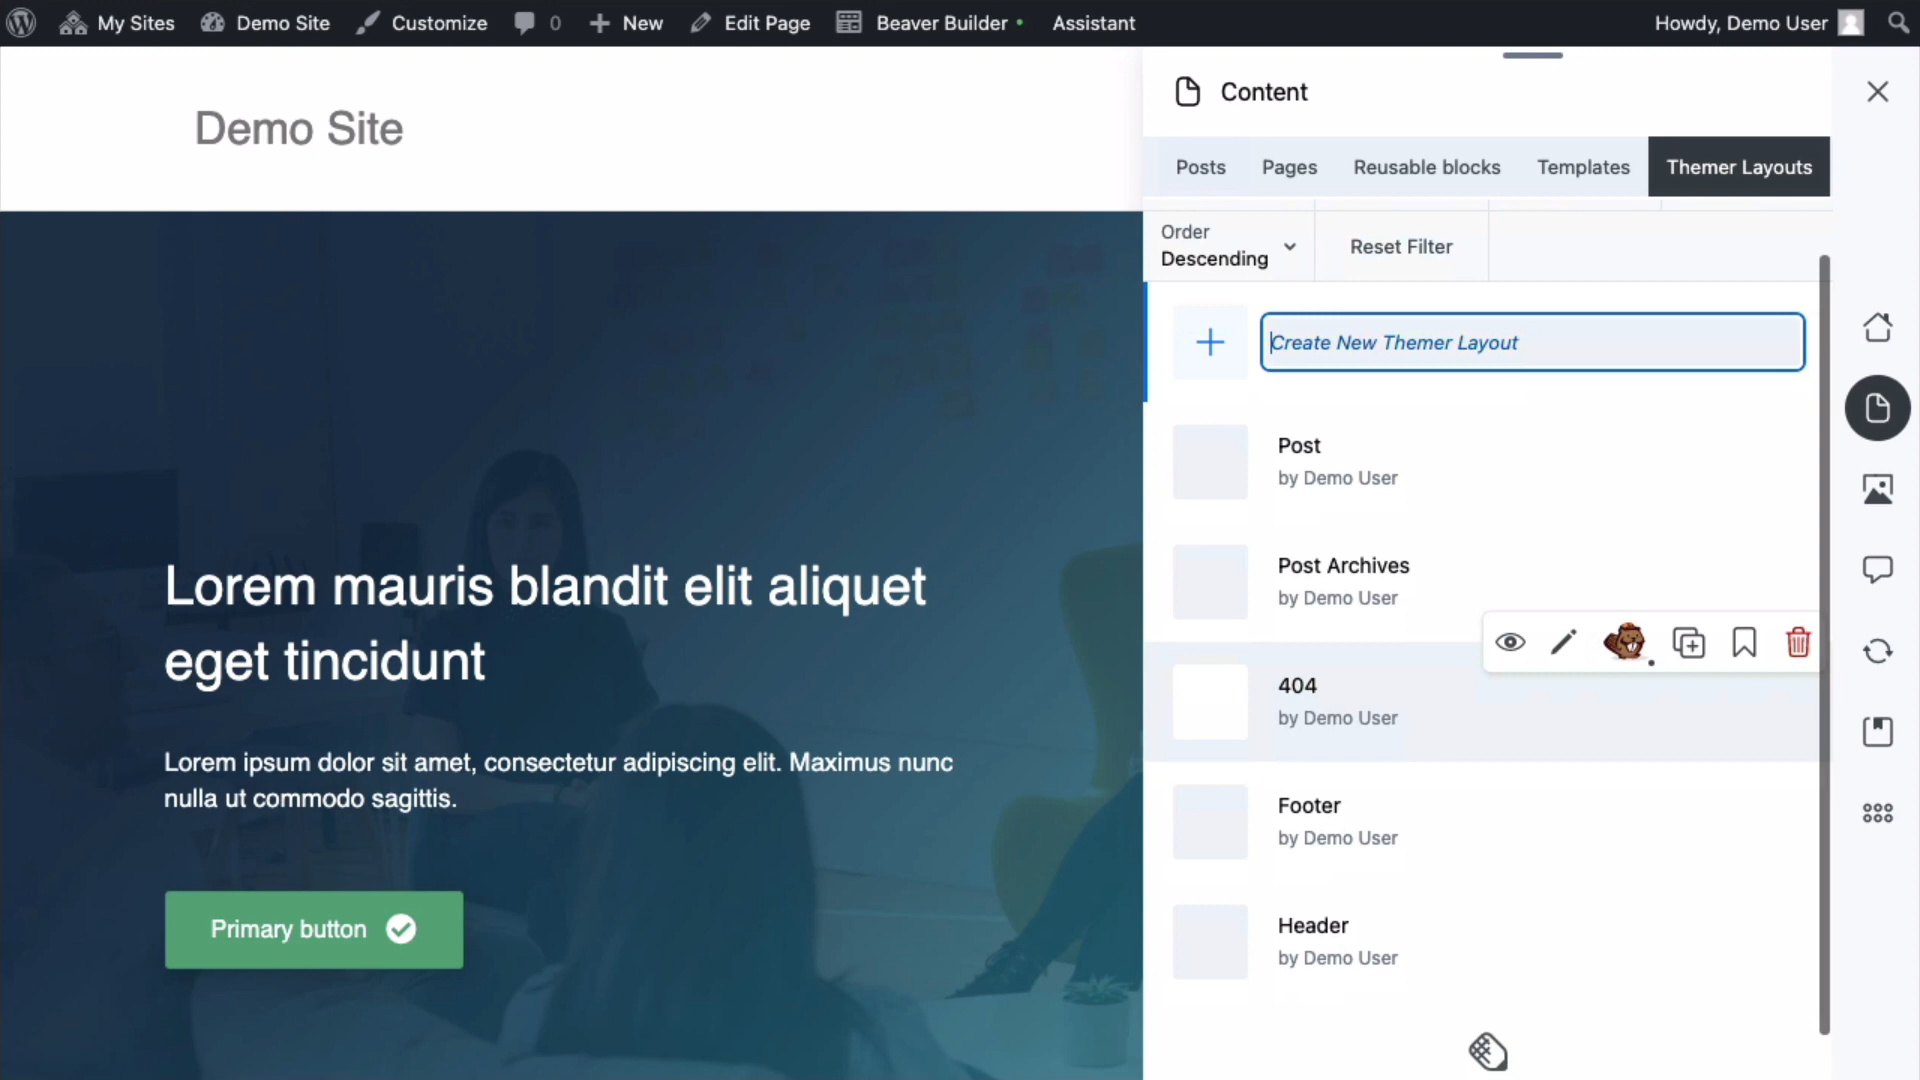 My Sites
Demo Site
Customize
0
New
Edit Page
Beaver Builder
Assistant
Howdy, Demo User
Demo Site
Content
Posts
Pages
Reusable blocks
Templates
Themer Layouts
Order
Descending
Reset Filter
Create New Themer Layout
Post
by Demo User
Post Archives
by Demo User
404
by Demo User
Footer
by Demo User
Header
by Demo User
Lorem mauris blandit elit aliquet
eget tincidunt
Lorem ipsum dolor sit amet, consectetur adipiscing elit. Maximus nunc
nulla ut commodo sagittis.
Primary button